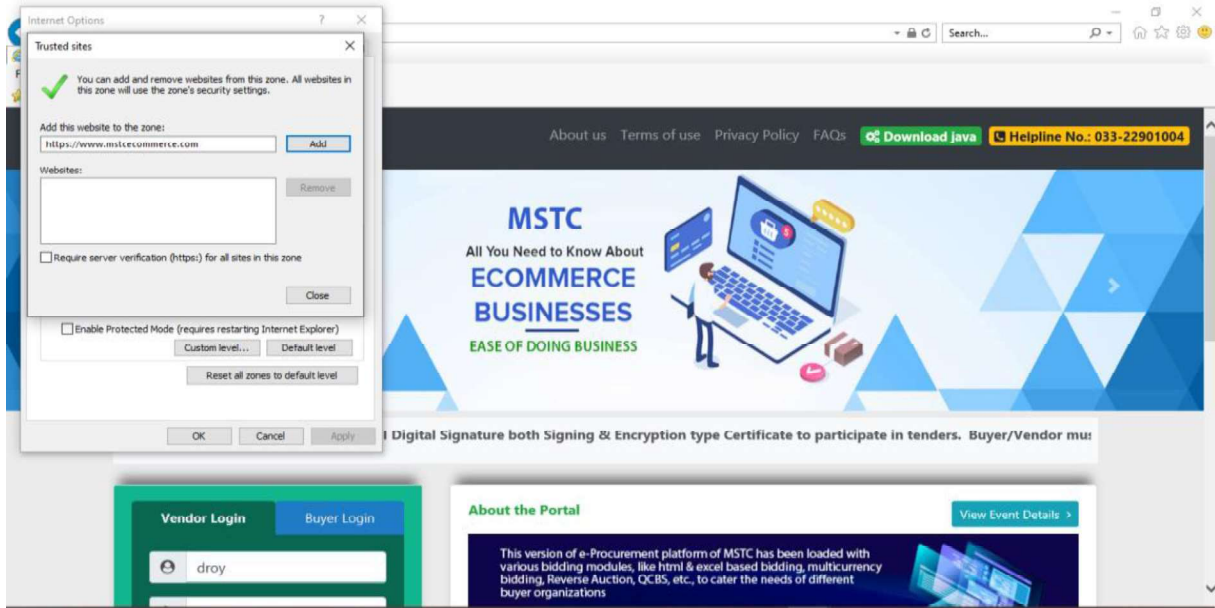 Internet Options
?
Trusted sites
You can add and remove websites from this zone. All websites in
this zone will use the zone's security settings.
Add this website to the zone:
https://www.mstcecommerce.com
Add
Websites:
Remove
Require server verification (https:) for all sites in this zone
Close
Enable Protected Mode (requires restarting Internet Explorer)
Custom level...
Default level
Reset all zones to default level
OK
Cancel
Apply
Search...
About us
Terms of use
Privacy Policy
FAQs
Download java
Helpline No.: 033-22901004
MSTC
All You Need to Know About
ECOMMERCE
BUSINESSES
EASE OF DOING BUSINESS
Digital Signature both Signing & Encryption type Certificate to participate in tenders. Buyer/Vendor mu
Vendor Login
Buyer Login
droy
About the Portal
View Event Details >
This version of e-Procurement platform of MSTC has been loaded with
various bidding modules, like html & excel based bidding, multicurrency
bidding, Reverse Auction, QCBS, etc., to cater the needs of different
buyer organizations